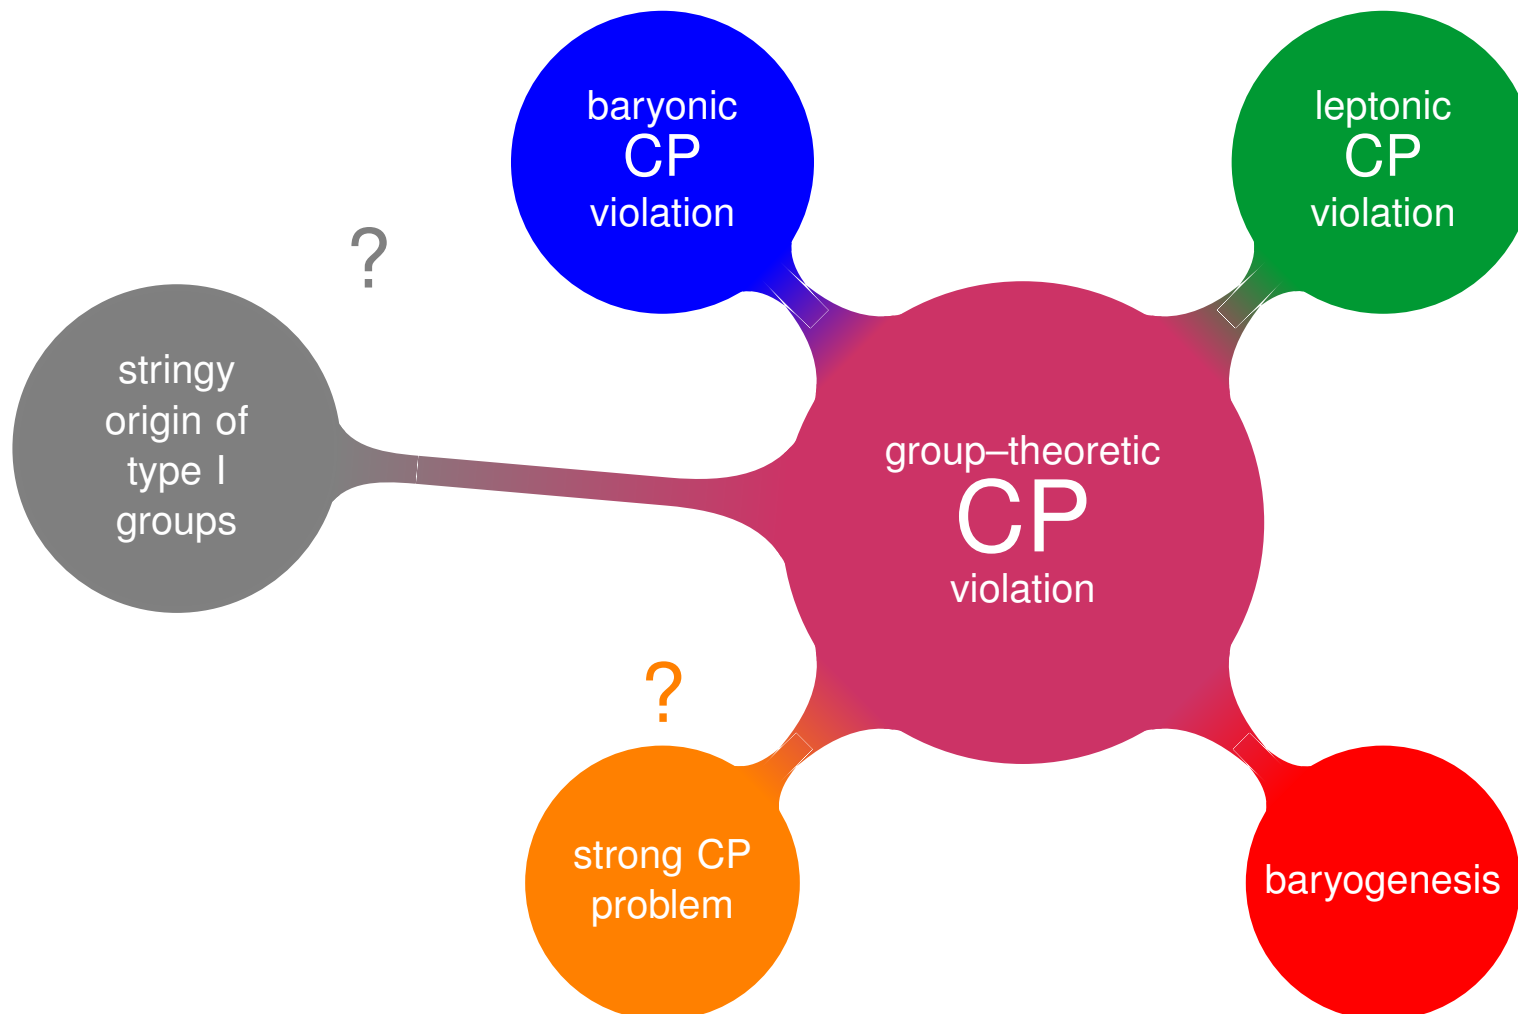 baryonic
CP
violation
leptonic
CP
violation
?
stringy
origin of
type I
groups
group–theoretic
CP
violation
?
strong CP
problem
baryogenesis